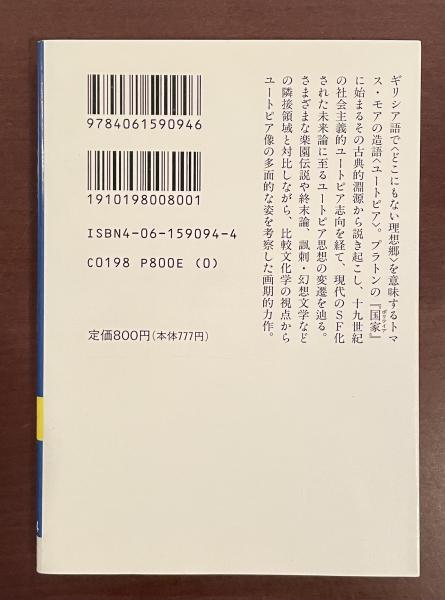 ギリシア語で〈どこにもない理想郷〉を意味するトマ
ス・モアの造語〈ユートピア〉。プラトンの『国家』
ポリティア
に始まるその古典的淵源から説き起こし、十九世紀
の社会主義的ユートピア志向を経て、現代のSF化
された未来論に至るユートピア思想の変遷を辿る。
さまざまな楽園伝説や終末論、諷刺・幻想文学など
の隣接領域と対比しながら、比較文化学の視点から
ユートピア像の多面的な姿を考察した画期的力作。
9784061590946
1910198008001
ISBN4-06-159094-4
C0198 P800E (0)
定価800円(本体777円)